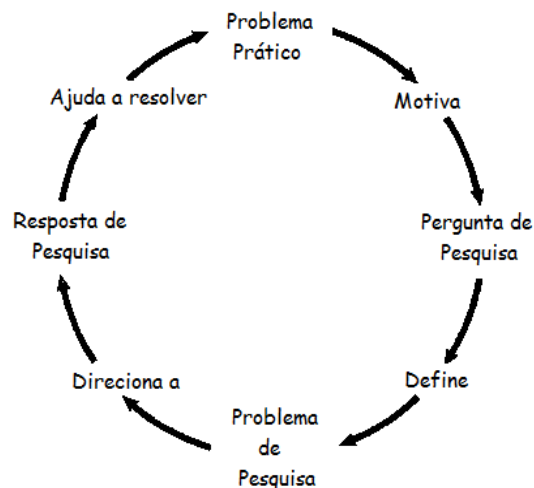 Problema
Prático
Motiva
Pergunta de
Pesquisa
Define
Problema
de
Pesquisa
Direciona a
Resposta de
Pesquisa
Ajuda a resolver